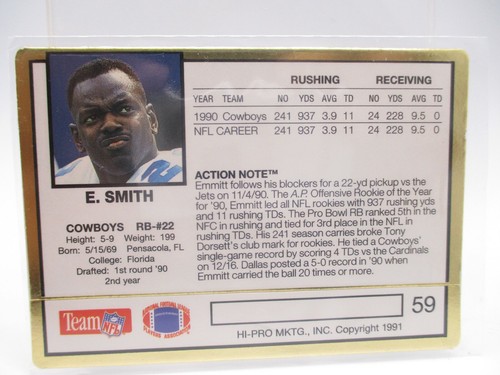 RUSHING RECEIVING
YEAR TEAM NO YDS AVG TD NO YDS AVG TD
1990 Cowboys 241 937 3.9 11 24 228 9.5 0
NFL CAREER 241 937 3.9 11 24 228 9.5 0
E. SMITH
COWBOYS RB-#22
Height: 5-9 Weight: 199
Born: 5/15/69 Pensacola, FL
College: Florida
Drafted: 1st round '90
2nd year
ACTION NOTE™
Emmitt follows his blockers for a 22-yd pickup vs the
Jets on 11/4/90. The A.P. Offensive Rookie of the Year
for '90, Emmitt led all NFL rookies with 937 rushing yds
and 11 rushing TDs. The Pro Bowl RB ranked 5th in the
NFC in rushing and tied for 3rd place in the NFL in
rushing TDs. His 241 season carries broke Tony
Dorsett's club mark for rookies. He tied a Cowboys'
single-game record by scoring 4 TDs vs the Cardinals
on 12/16. Dallas posted a 5-0 record in '90 when
Emmitt carried the ball 20 times or more.
Team NFL
59
HI-PRO MKTG., INC. Copyright 1991